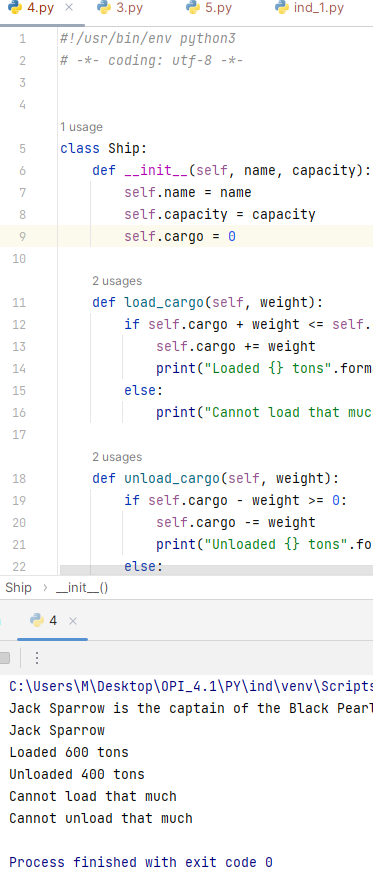 4.py × 3.py 5.py ind_1.py
1 #!/usr/bin/env python3
2 # -*- coding: utf-8 -*-
3
4
1 usage
5 class Ship:
6 def __init__(self, name, capacity):
7 self.name = name
8 self.capacity = capacity
9 self.cargo = 0
10
2 usages
11 def load_cargo(self, weight):
12 if self.cargo + weight <= self.
13 self.cargo += weight
14 print("Loaded {} tons".form
15 else:
16 print("Cannot load that muc
17
2 usages
18 def unload_cargo(self, weight):
19 if self.cargo - weight >= 0:
20 self.cargo -= weight
21 print("Unloaded {} tons".fo
22 else:
Ship › __init__()
4 ×
C:\Users\M\Desktop\OPI_4.1\PY\ind\venv\Scripts
Jack Sparrow is the captain of the Black Pearl
Jack Sparrow
Loaded 600 tons
Unloaded 400 tons
Cannot load that much
Cannot unload that much
Process finished with exit code 0